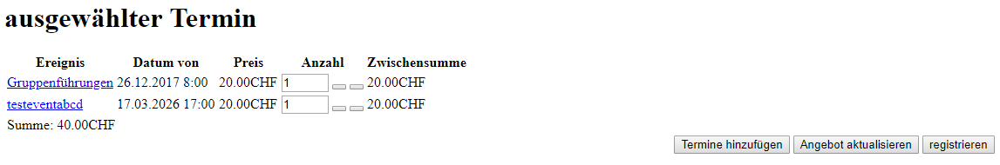 ausgewählter Termin
Ereignis Datum von Preis Anzahl Zwischensumme
Gruppenführungen 26.12.2017 8:00 20.00CHF 1 20.00CHF
testeventabcd 17.03.2026 17:00 20.00CHF 1 20.00CHF
Summe: 40.00CHF
Termine hinzufügen Angebot aktualisieren registrieren